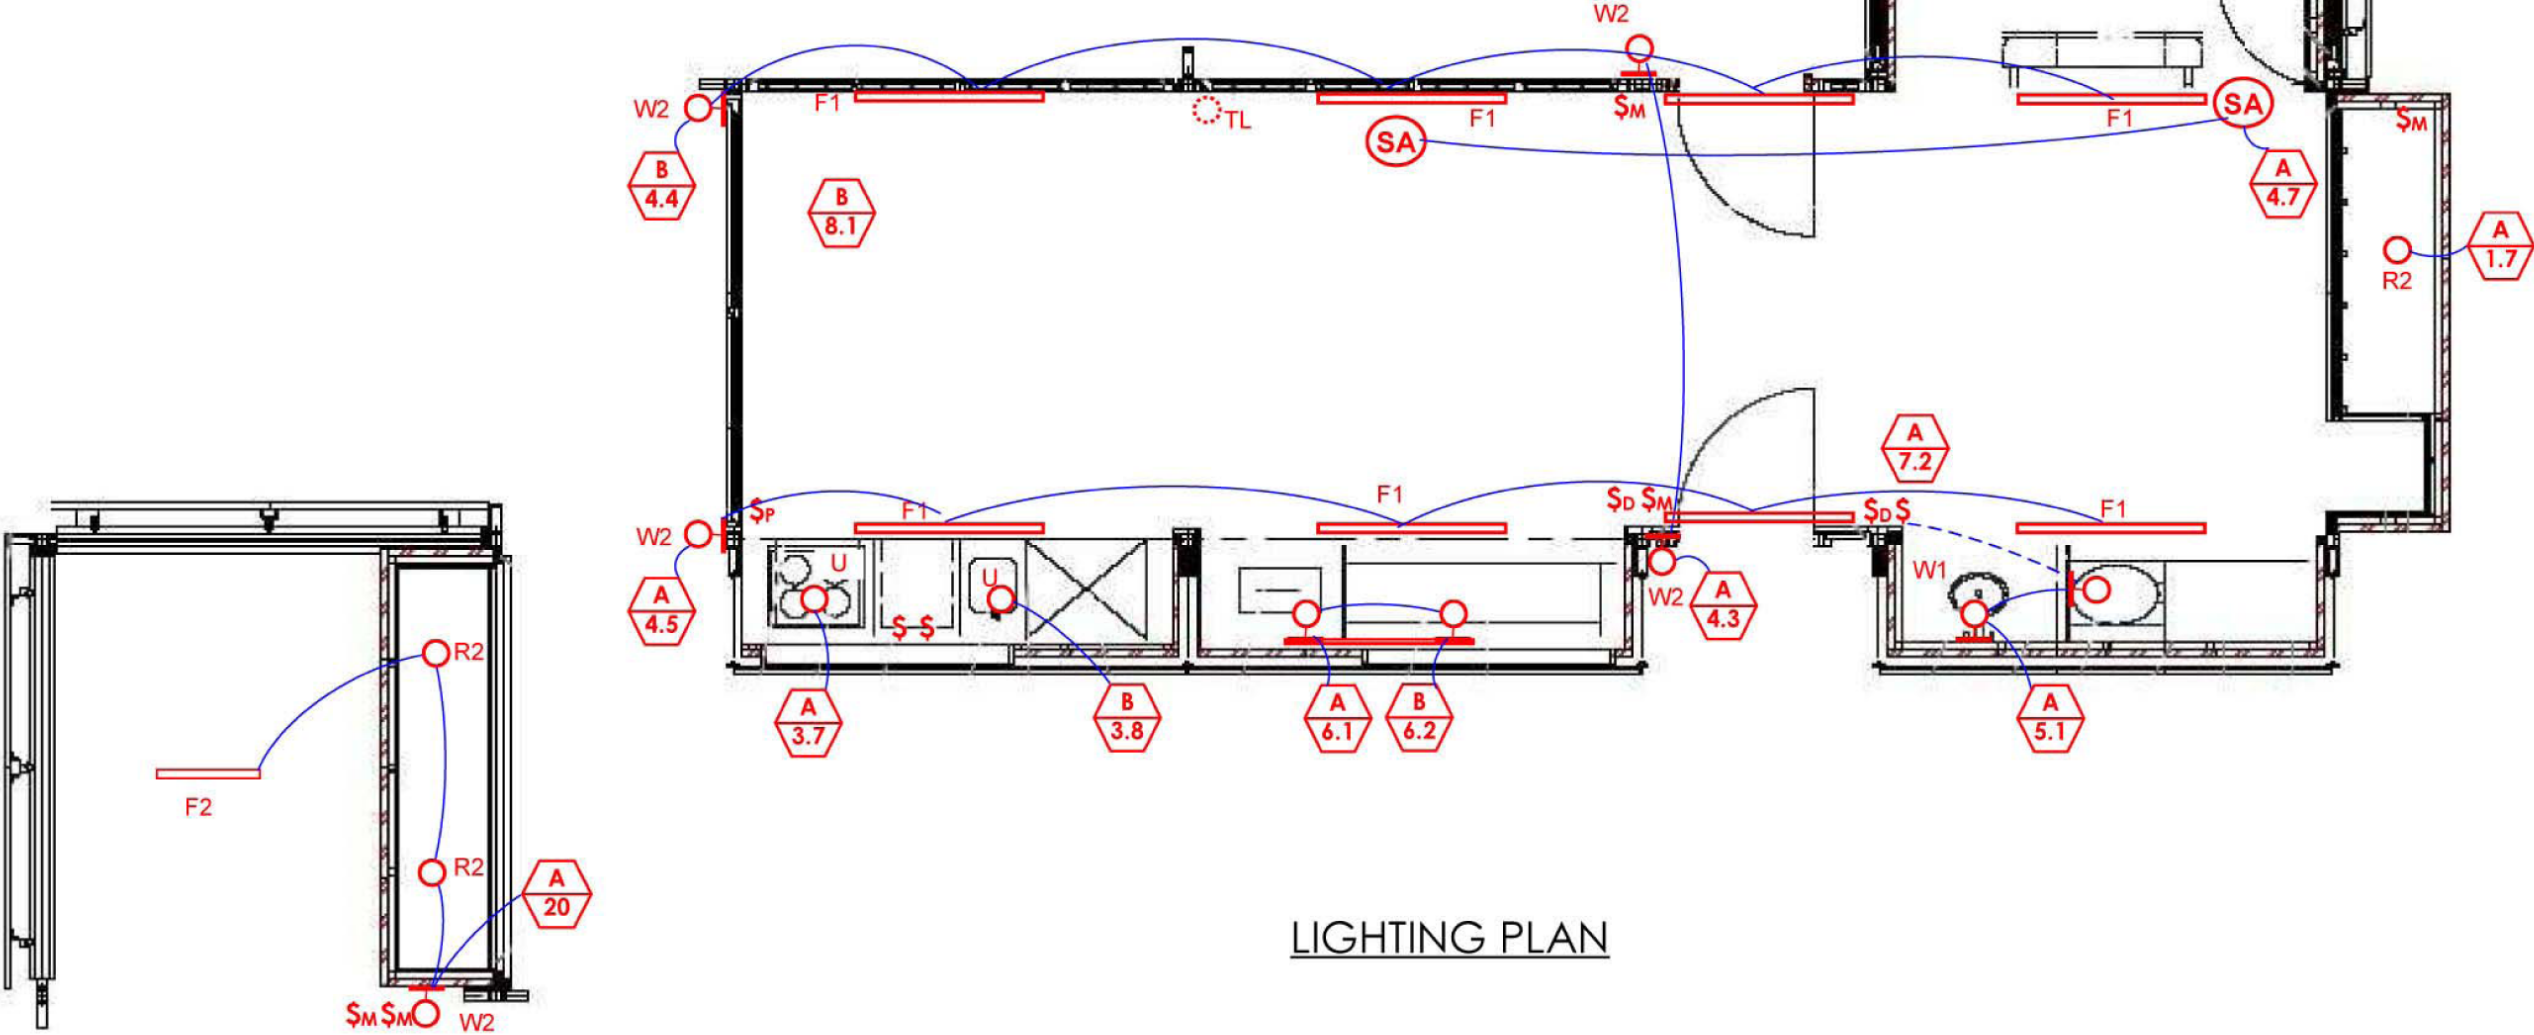 W2
W2
F1
TL
F1
$M
F1
SA
SA
$M
B
4.4
B
8.1
A
4.7
A
1.7
R2
A
7.2
W2
$P
F1
F1
$D $M
$D $
F1
U
U
W1
A
4.5
W2
A
4.3
$ $
R2
A
3.7
B
3.8
A
6.1
B
6.2
A
5.1
F2
R2
A
20
LIGHTING PLAN
$M $M
W2